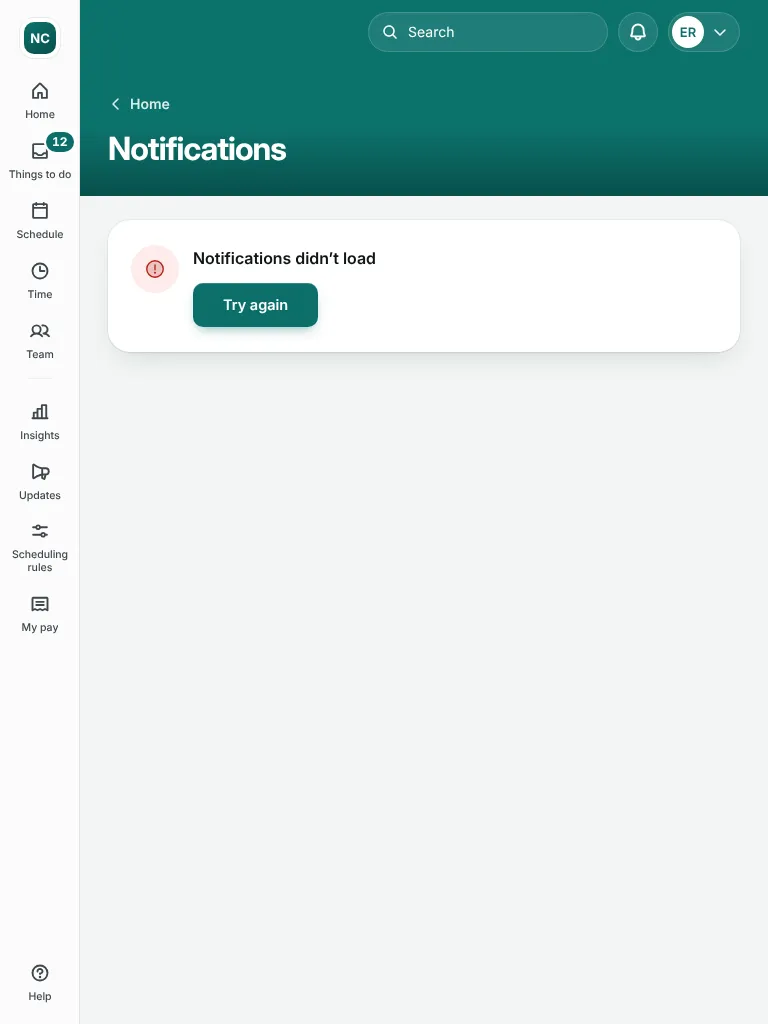 NC
Home
12
Things to do
Schedule
Time
Team
Insights
Updates
Scheduling
rules
My pay
Help
Search
ER
Home
Notifications
Notifications didn’t load
Try again